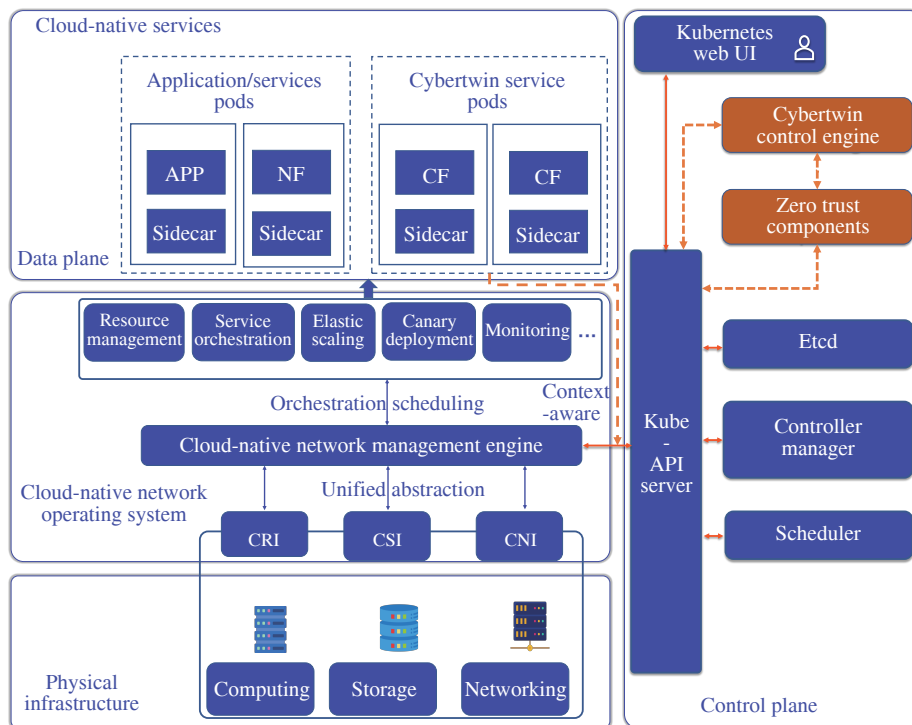 Cloud-native services
Application/services
pods
APP
Sidecar
NF
Sidecar
Cybertwin service
pods
CF
Sidecar
CF
Sidecar
Data plane
Resource
management
Service
orchestration
Elastic
scaling
Canary
deployment
Monitoring
...
Orchestration scheduling
Context
-aware
Cloud-native network management engine
Unified abstraction
Cloud-native network
operating system
CRI
CSI
CNI
Computing
Storage
Networking
Physical
infrastructure
Kubernetes
web UI
Cybertwin
control engine
Zero trust
components
Kube
-
API
server
Etcd
Controller
manager
Scheduler
Control plane